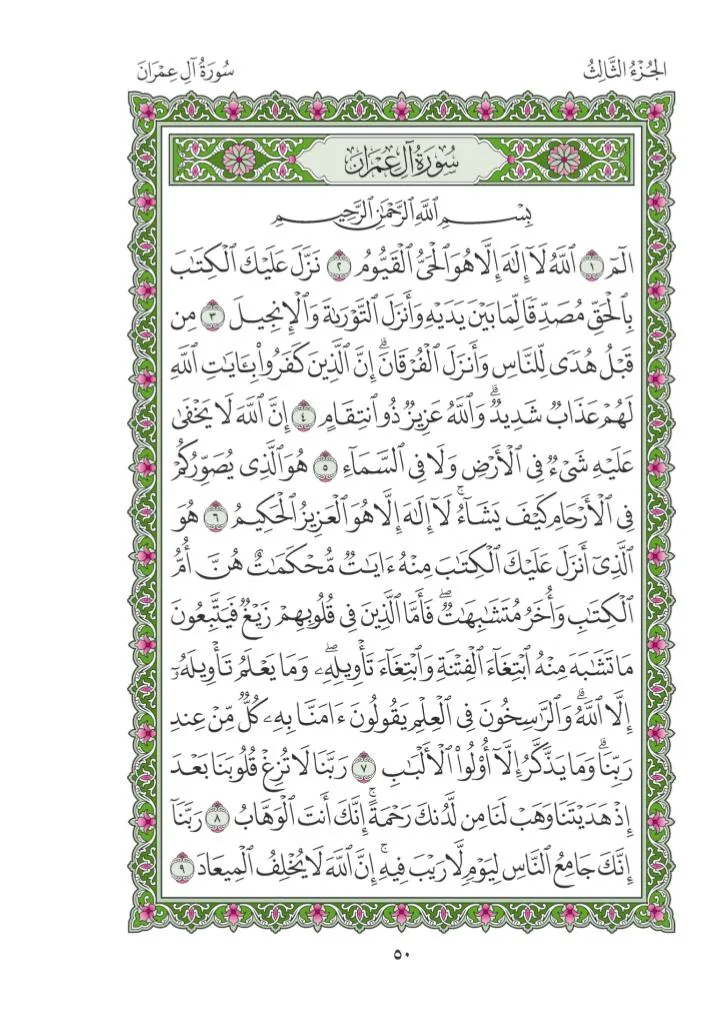 الجُزْءُ الثَّالِثُ
سُورَةُ آلِ عِمْرَانَ
سُورَةُ آلِ عِمْرَانَ
بِسْمِ ٱللَّهِ ٱلرَّحْمَٰنِ ٱلرَّحِيمِ
الٓمٓ ١ ٱللَّهُ لَآ إِلَٰهَ إِلَّا هُوَ ٱلْحَىُّ ٱلْقَيُّومُ ٢ نَزَّلَ عَلَيْكَ ٱلْكِتَٰبَ
بِٱلْحَقِّ مُصَدِّقًا لِّمَا بَيْنَ يَدَيْهِ وَأَنزَلَ ٱلتَّوْرَىٰةَ وَٱلْإِنجِيلَ ٣ مِن
قَبْلُ هُدًى لِّلنَّاسِ وَأَنزَلَ ٱلْفُرْقَانَ ۗ إِنَّ ٱلَّذِينَ كَفَرُوا۟ بِـَٔايَٰتِ ٱللَّهِ
لَهُمْ عَذَابٌ شَدِيدٌ ۗ وَٱللَّهُ عَزِيزٌ ذُو ٱنتِقَامٍ ٤ إِنَّ ٱللَّهَ لَا يَخْفَىٰ
عَلَيْهِ شَىْءٌ فِى ٱلْأَرْضِ وَلَا فِى ٱلسَّمَآءِ ٥ هُوَ ٱلَّذِى يُصَوِّرُكُمْ
فِى ٱلْأَرْحَامِ كَيْفَ يَشَآءُ ۚ لَآ إِلَٰهَ إِلَّا هُوَ ٱلْعَزِيزُ ٱلْحَكِيمُ ٦ هُوَ
ٱلَّذِىٓ أَنزَلَ عَلَيْكَ ٱلْكِتَٰبَ مِنْهُ ءَايَٰتٌ مُّحْكَمَٰتٌ هُنَّ أُمُّ
ٱلْكِتَٰبِ وَأُخَرُ مُتَشَٰبِهَٰتٌ ۖ فَأَمَّا ٱلَّذِينَ فِى قُلُوبِهِمْ زَيْغٌ فَيَتَّبِعُونَ
مَا تَشَٰبَهَ مِنْهُ ٱبْتِغَآءَ ٱلْفِتْنَةِ وَٱبْتِغَآءَ تَأْوِيلِهِۦ ۗ وَمَا يَعْلَمُ تَأْوِيلَهُۥٓ
إِلَّا ٱللَّهُ ۗ وَٱلرَّٰسِخُونَ فِى ٱلْعِلْمِ يَقُولُونَ ءَامَنَّا بِهِۦ كُلٌّ مِّنْ عِندِ
رَبِّنَا ۗ وَمَا يَذَّكَّرُ إِلَّآ أُو۟لُوا۟ ٱلْأَلْبَٰبِ ٧ رَبَّنَا لَا تُزِغْ قُلُوبَنَا بَعْدَ
إِذْ هَدَيْتَنَا وَهَبْ لَنَا مِن لَّدُنكَ رَحْمَةً ۚ إِنَّكَ أَنتَ ٱلْوَهَّابُ ٨ رَبَّنَآ
إِنَّكَ جَامِعُ ٱلنَّاسِ لِيَوْمٍ لَّا رَيْبَ فِيهِ ۚ إِنَّ ٱللَّهَ لَا يُخْلِفُ ٱلْمِيعَادَ ٩
٥٠